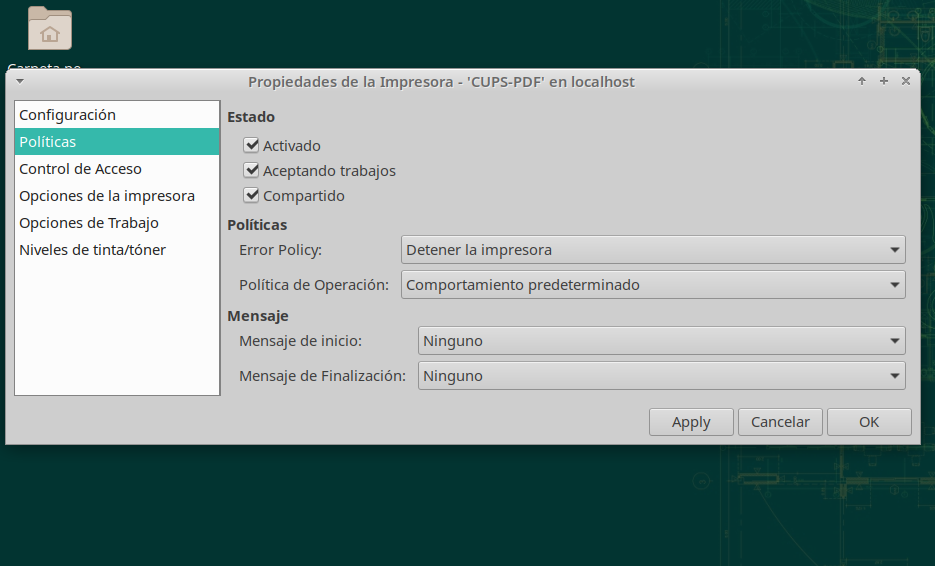 Carpeta pe
Propiedades de la Impresora - 'CUPS-PDF' en localhost
Configuración
Políticas
Control de Acceso
Opciones de la impresora
Opciones de Trabajo
Niveles de tinta/tóner
Estado
Activado
Aceptando trabajos
Compartido
Políticas
Error Policy: Detener la impresora
Política de Operación: Comportamiento predeterminado
Mensaje
Mensaje de inicio: Ninguno
Mensaje de Finalización: Ninguno
Apply Cancelar OK